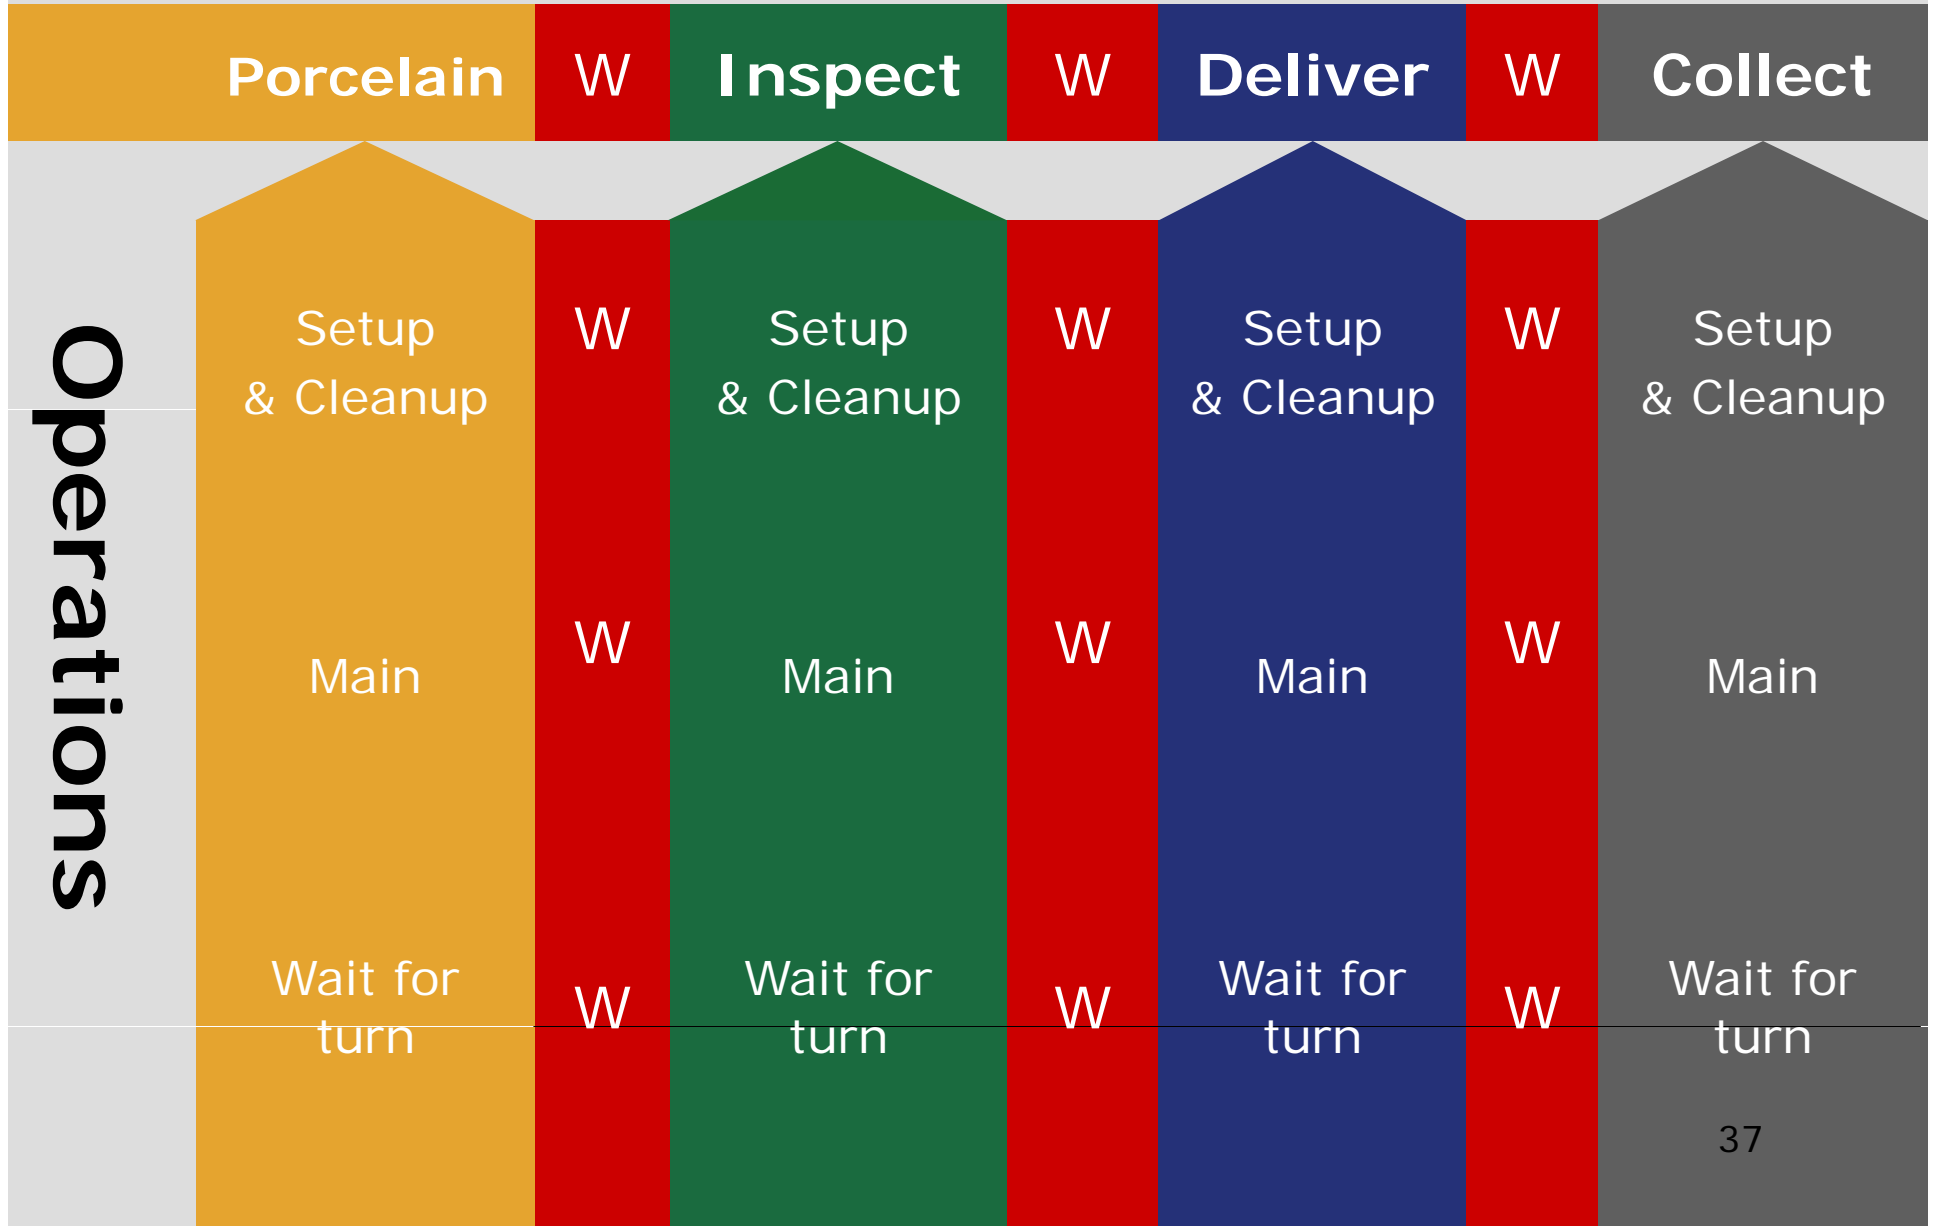 Porcelain W Inspect W Deliver W Collect
Operations
Setup W Setup W Setup W Setup
& Cleanup & Cleanup & Cleanup & Cleanup
W W W
Main Main Main Main
Wait for Wait for Wait for Wait for
W W W
turn turn turn turn
37